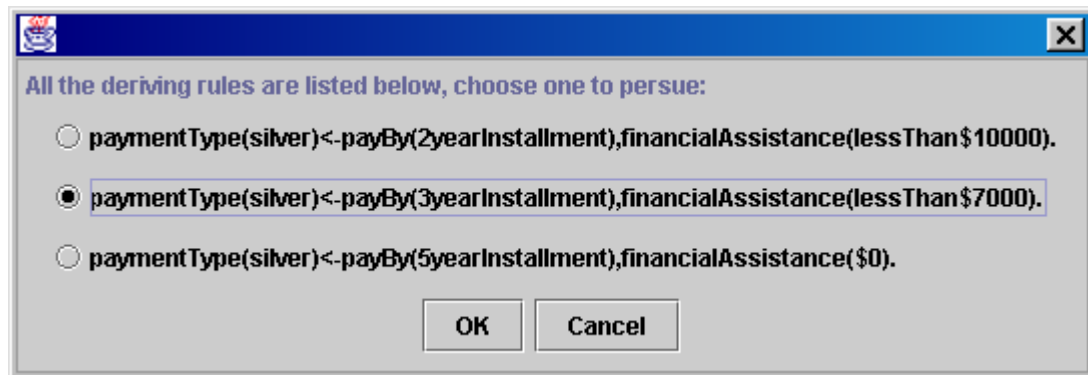 All the deriving rules are listed below, choose one to persue:
paymentType(silver)<-payBy(2yearInstallment),financialAssistance(lessThan$10000).
paymentType(silver)<-payBy(3yearInstallment),financialAssistance(lessThan$7000).
paymentType(silver)<-payBy(5yearInstallment),financialAssistance($0).
OK Cancel